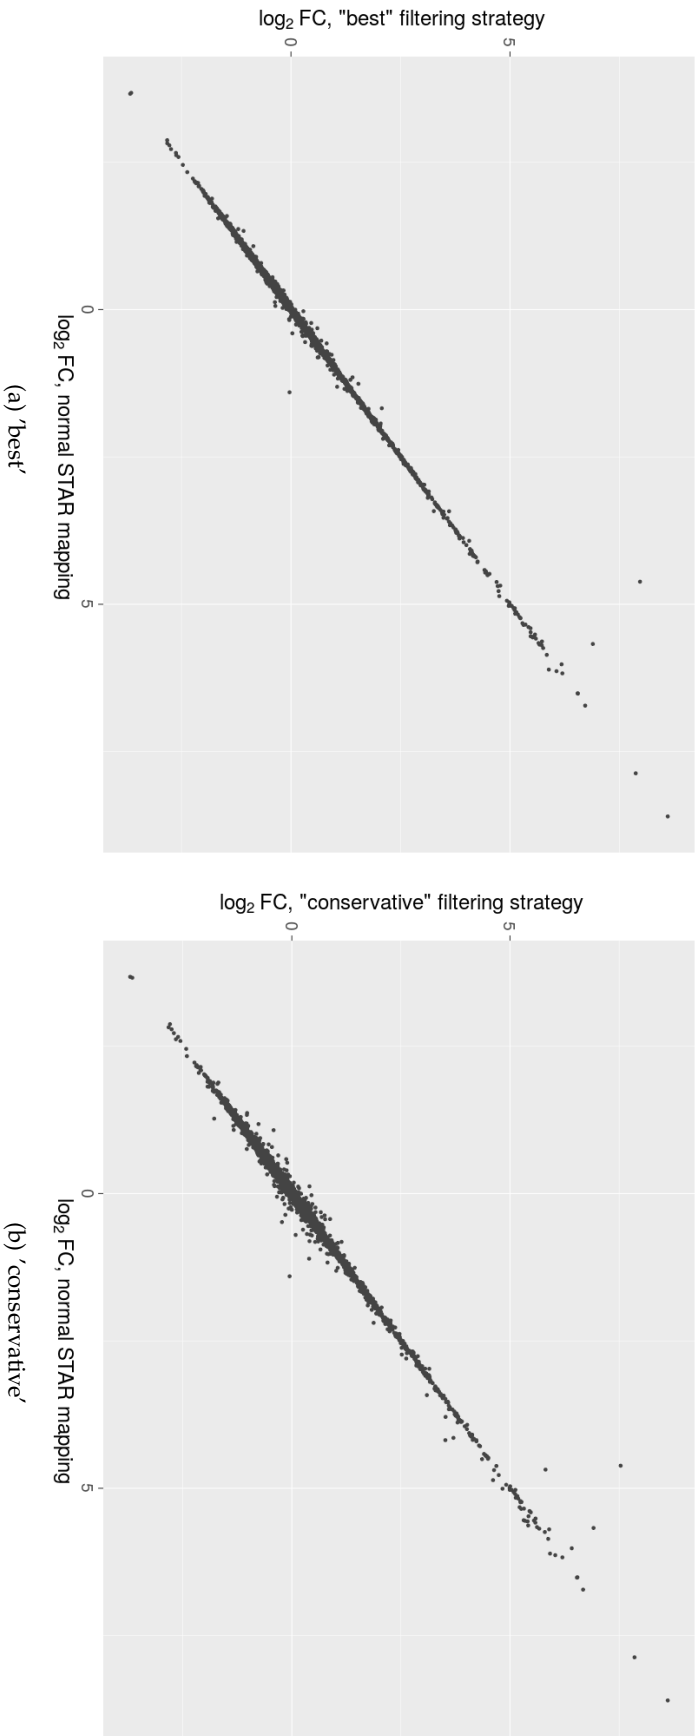 log2 FC, "best" filtering strategy
5
0
0
5
log2 FC, normal STAR mapping
(a) 'best'
log2 FC, "conservative" filtering strategy
5
0
0
5
log2 FC, normal STAR mapping
(b) 'conservative'